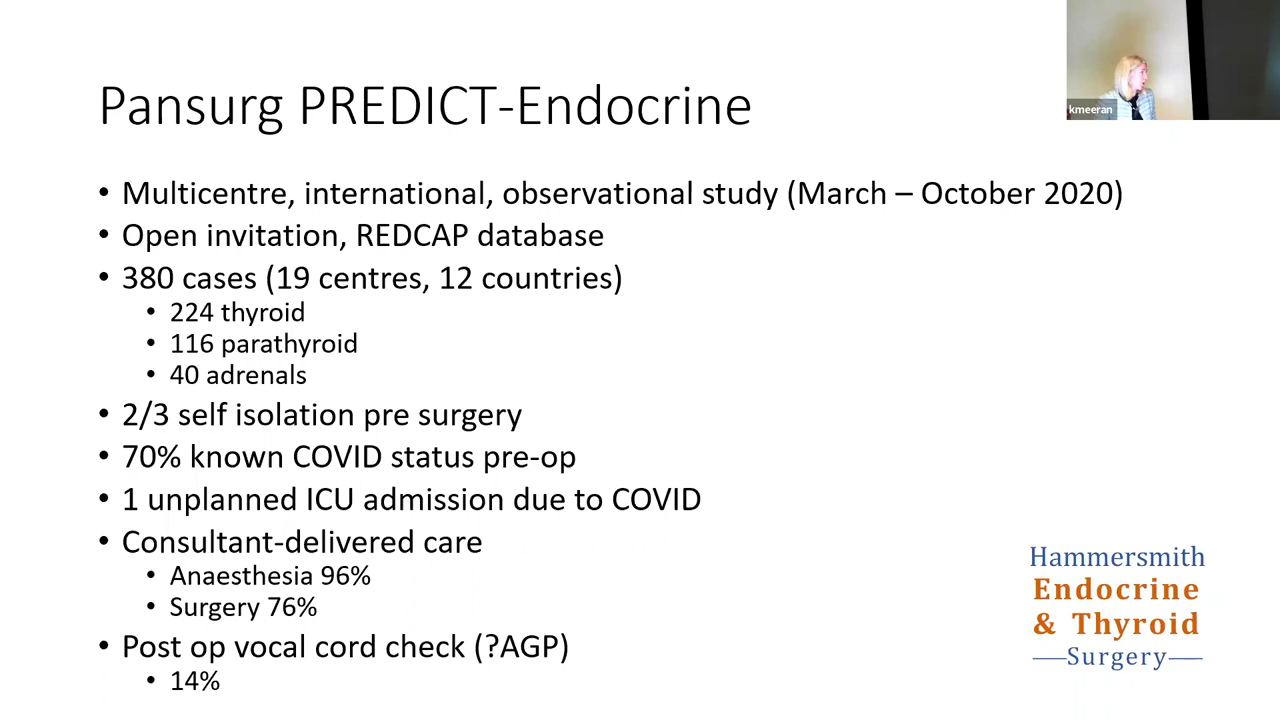 Pansurg PREDICT-Endocrine
kmeeran
• Multicentre, international, observational study (March – October 2020)
• Open invitation, REDCAP database
• 380 cases (19 centres, 12 countries)
• 224 thyroid
• 116 parathyroid
• 40 adrenals
• 2/3 self isolation pre surgery
• 70% known COVID status pre-op
• 1 unplanned ICU admission due to COVID
• Consultant-delivered care
• Anaesthesia 96%
• Surgery 76%
• Post op vocal cord check (?AGP)
• 14%
Hammersmith
Endocrine
& Thyroid
Surgery